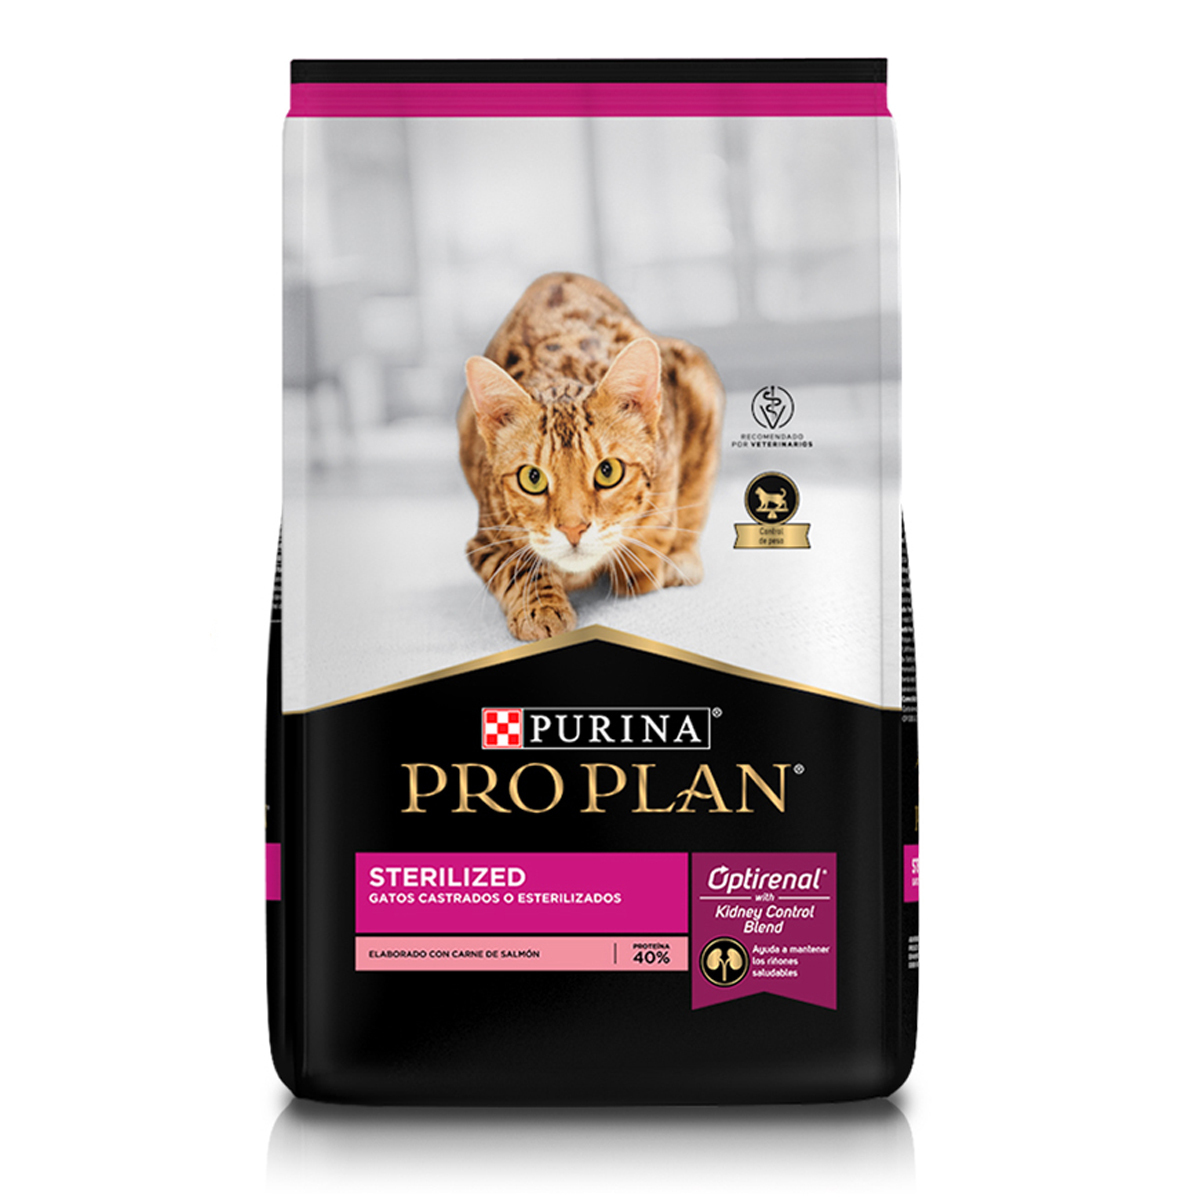 RECOMENDADO
POR VETERINARIOS
Control
de peso
PURINA®
PRO PLAN®
STERILIZED
GATOS CASTRADOS O ESTERILIZADOS
ELABORADO CON CARNE DE SALMÓN
PROTEÍNA
40%
Optirenal®
with
Kidney Control
Blend
Ayuda a mantener
los riñones
saludables